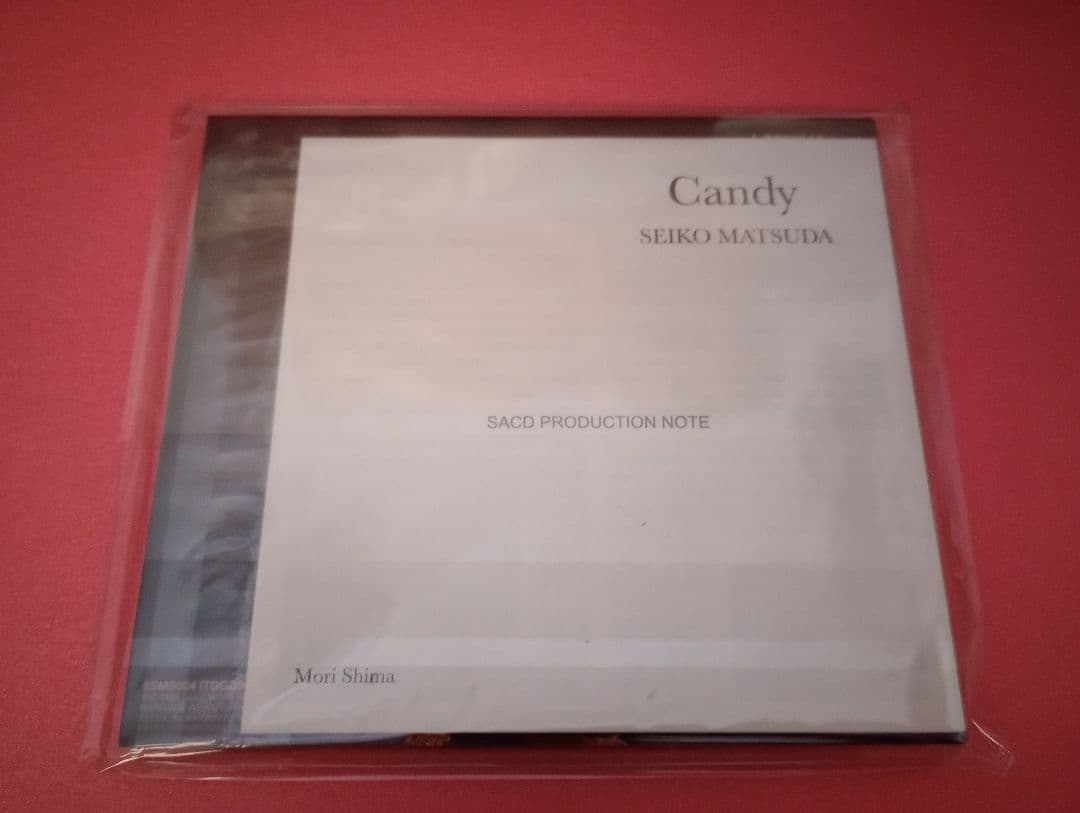 Candy
SEIKO MATSUDA
SACD PRODUCTION NOTE
Mori Shima